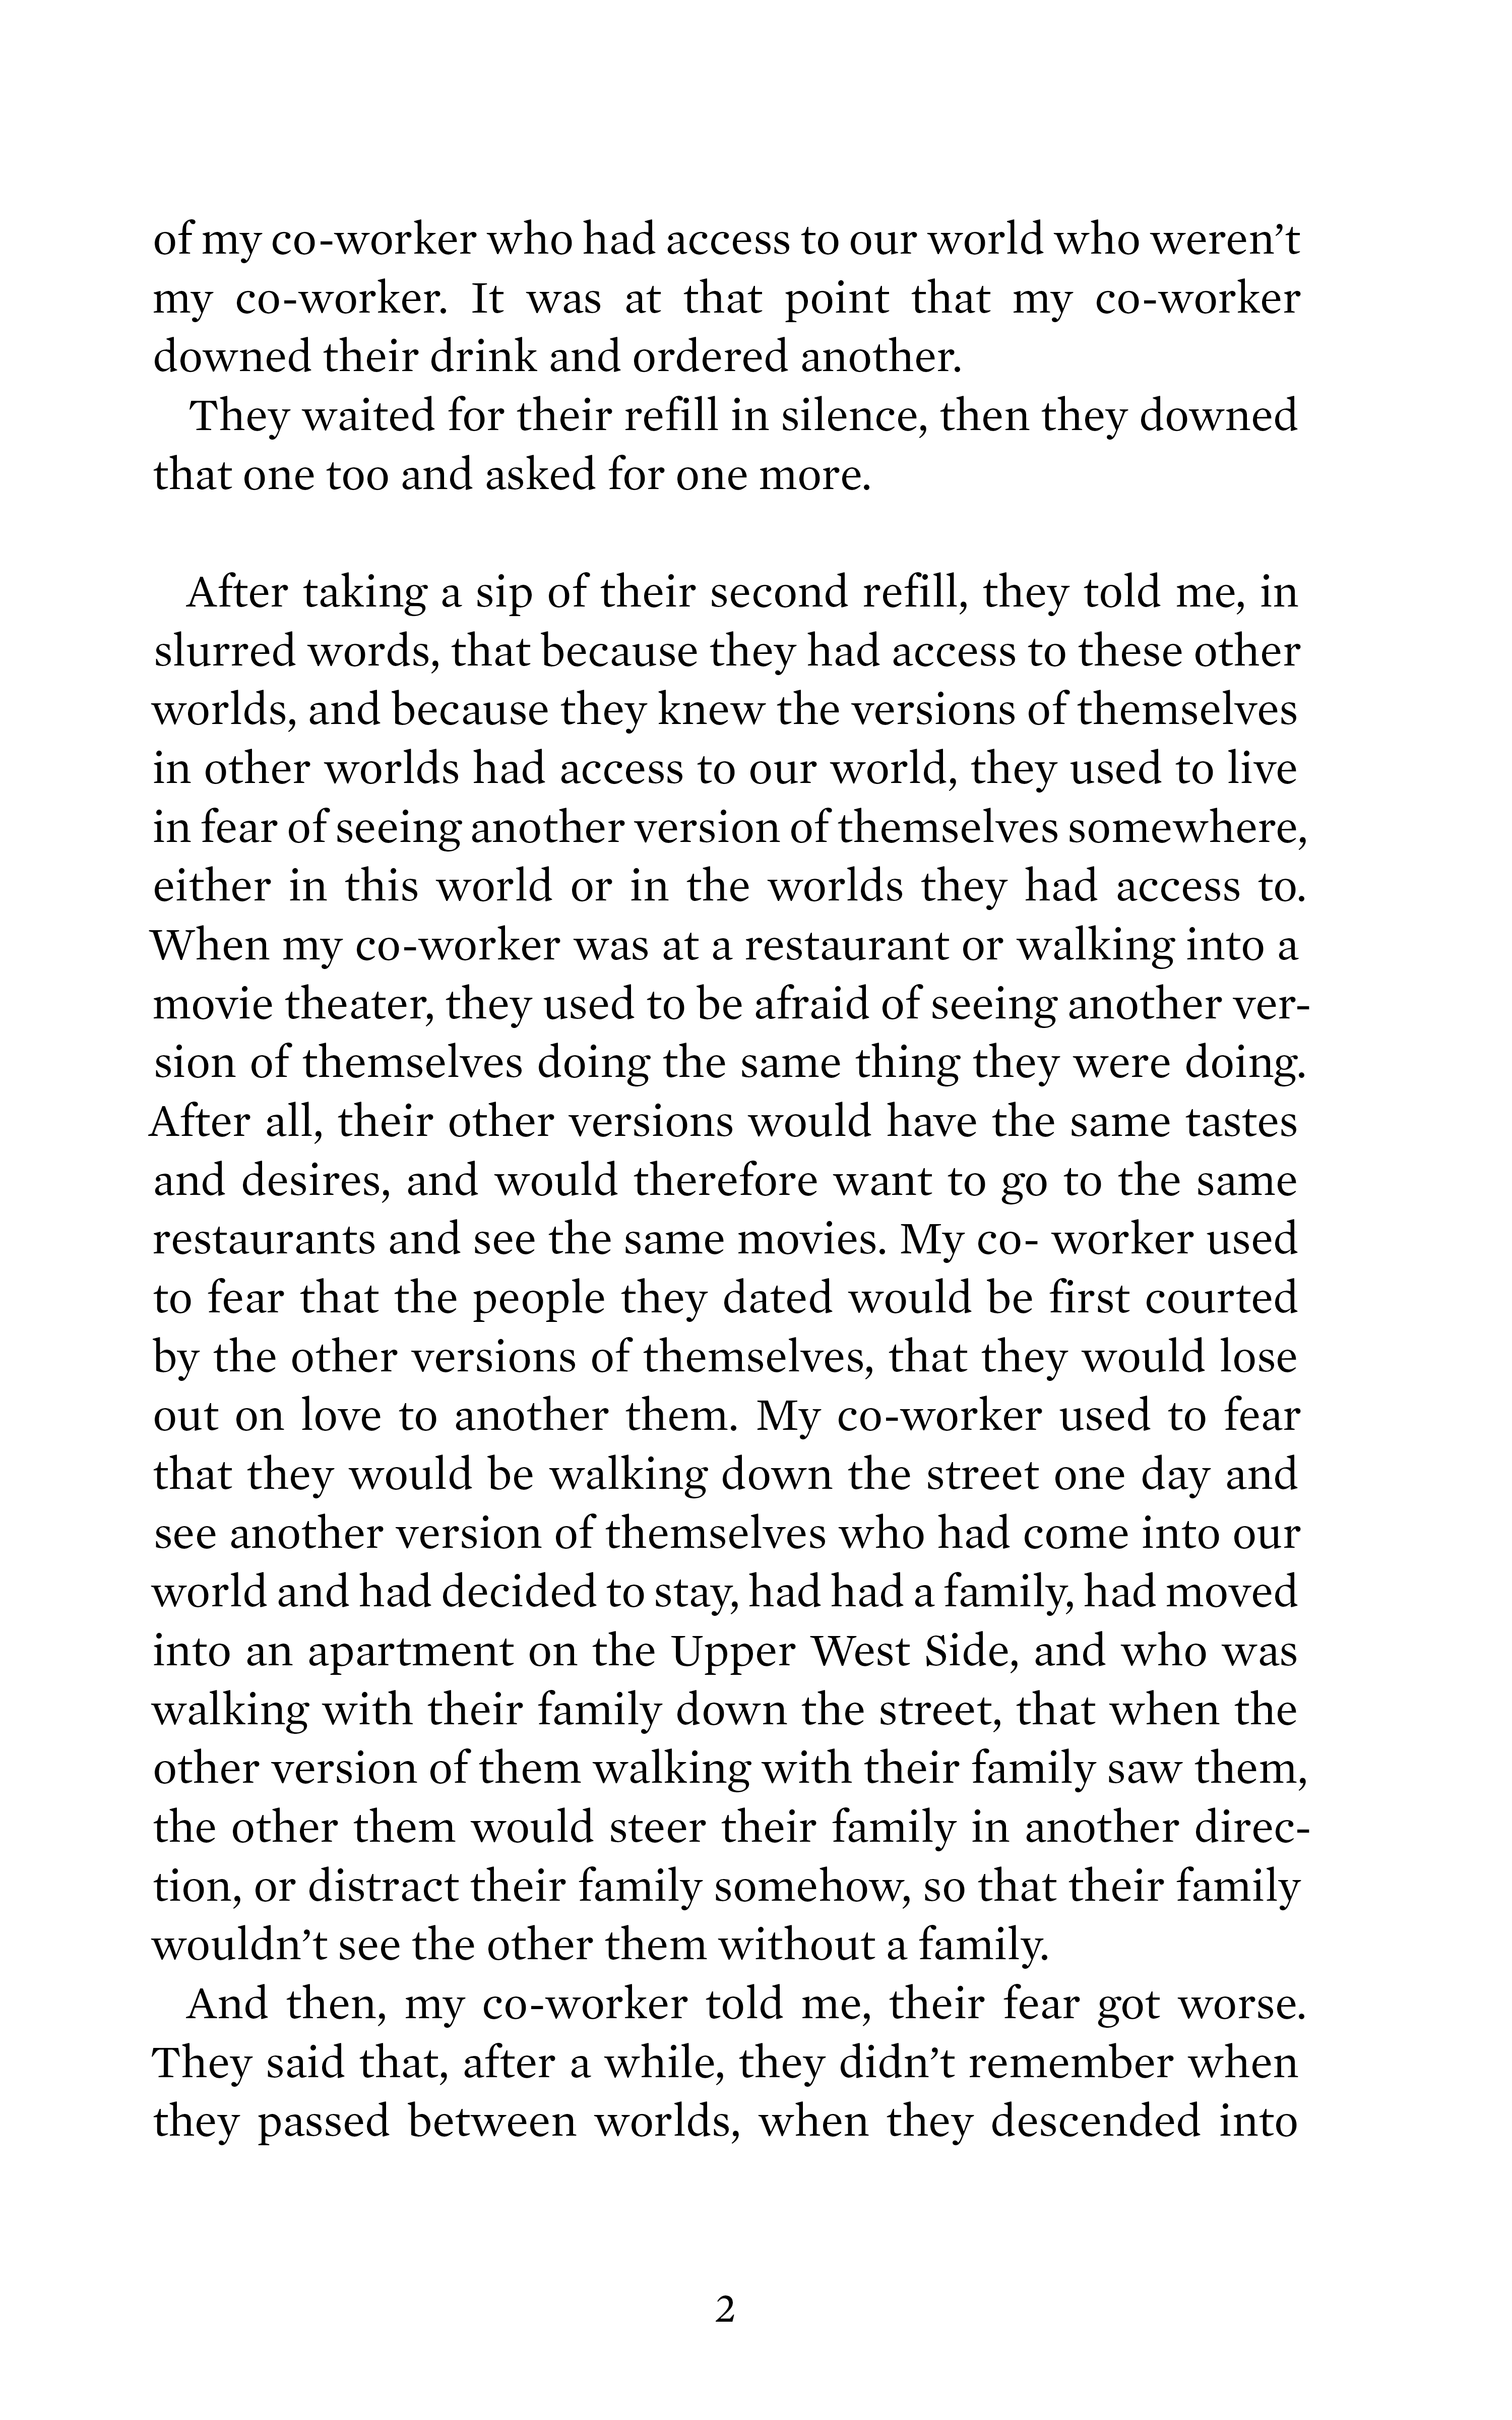 of my co-worker who had access to our world who weren’t
my co-worker. It was at that point that my co-worker
downed their drink and ordered another.
They waited for their refill in silence, then they downed
that one too and asked for one more.
After taking a sip of their second refill, they told me, in
slurred words, that because they had access to these other
worlds, and because they knew the versions of themselves
in other worlds had access to our world, they used to live
in fear of seeing another version of themselves somewhere,
either in this world or in the worlds they had access to.
When my co-worker was at a restaurant or walking into a
movie theater, they used to be afraid of seeing another ver-
sion of themselves doing the same thing they were doing.
After all, their other versions would have the same tastes
and desires, and would therefore want to go to the same
restaurants and see the same movies. My co- worker used
to fear that the people they dated would be first courted
by the other versions of themselves, that they would lose
out on love to another them. My co-worker used to fear
that they would be walking down the street one day and
see another version of themselves who had come into our
world and had decided to stay, had had a family, had moved
into an apartment on the Upper West Side, and who was
walking with their family down the street, that when the
other version of them walking with their family saw them,
the other them would steer their family in another direc-
tion, or distract their family somehow, so that their family
wouldn’t see the other them without a family.
And then, my co-worker told me, their fear got worse.
They said that, after a while, they didn’t remember when
they passed between worlds, when they descended into
2